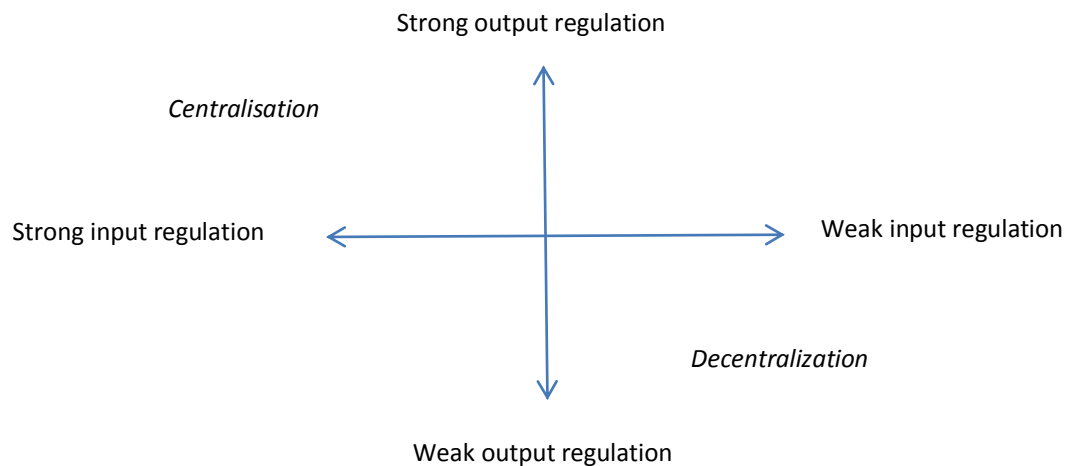 Strong output regulation
Centralisation
Strong input regulation
Weak input regulation
Decentralization
Weak output regulation